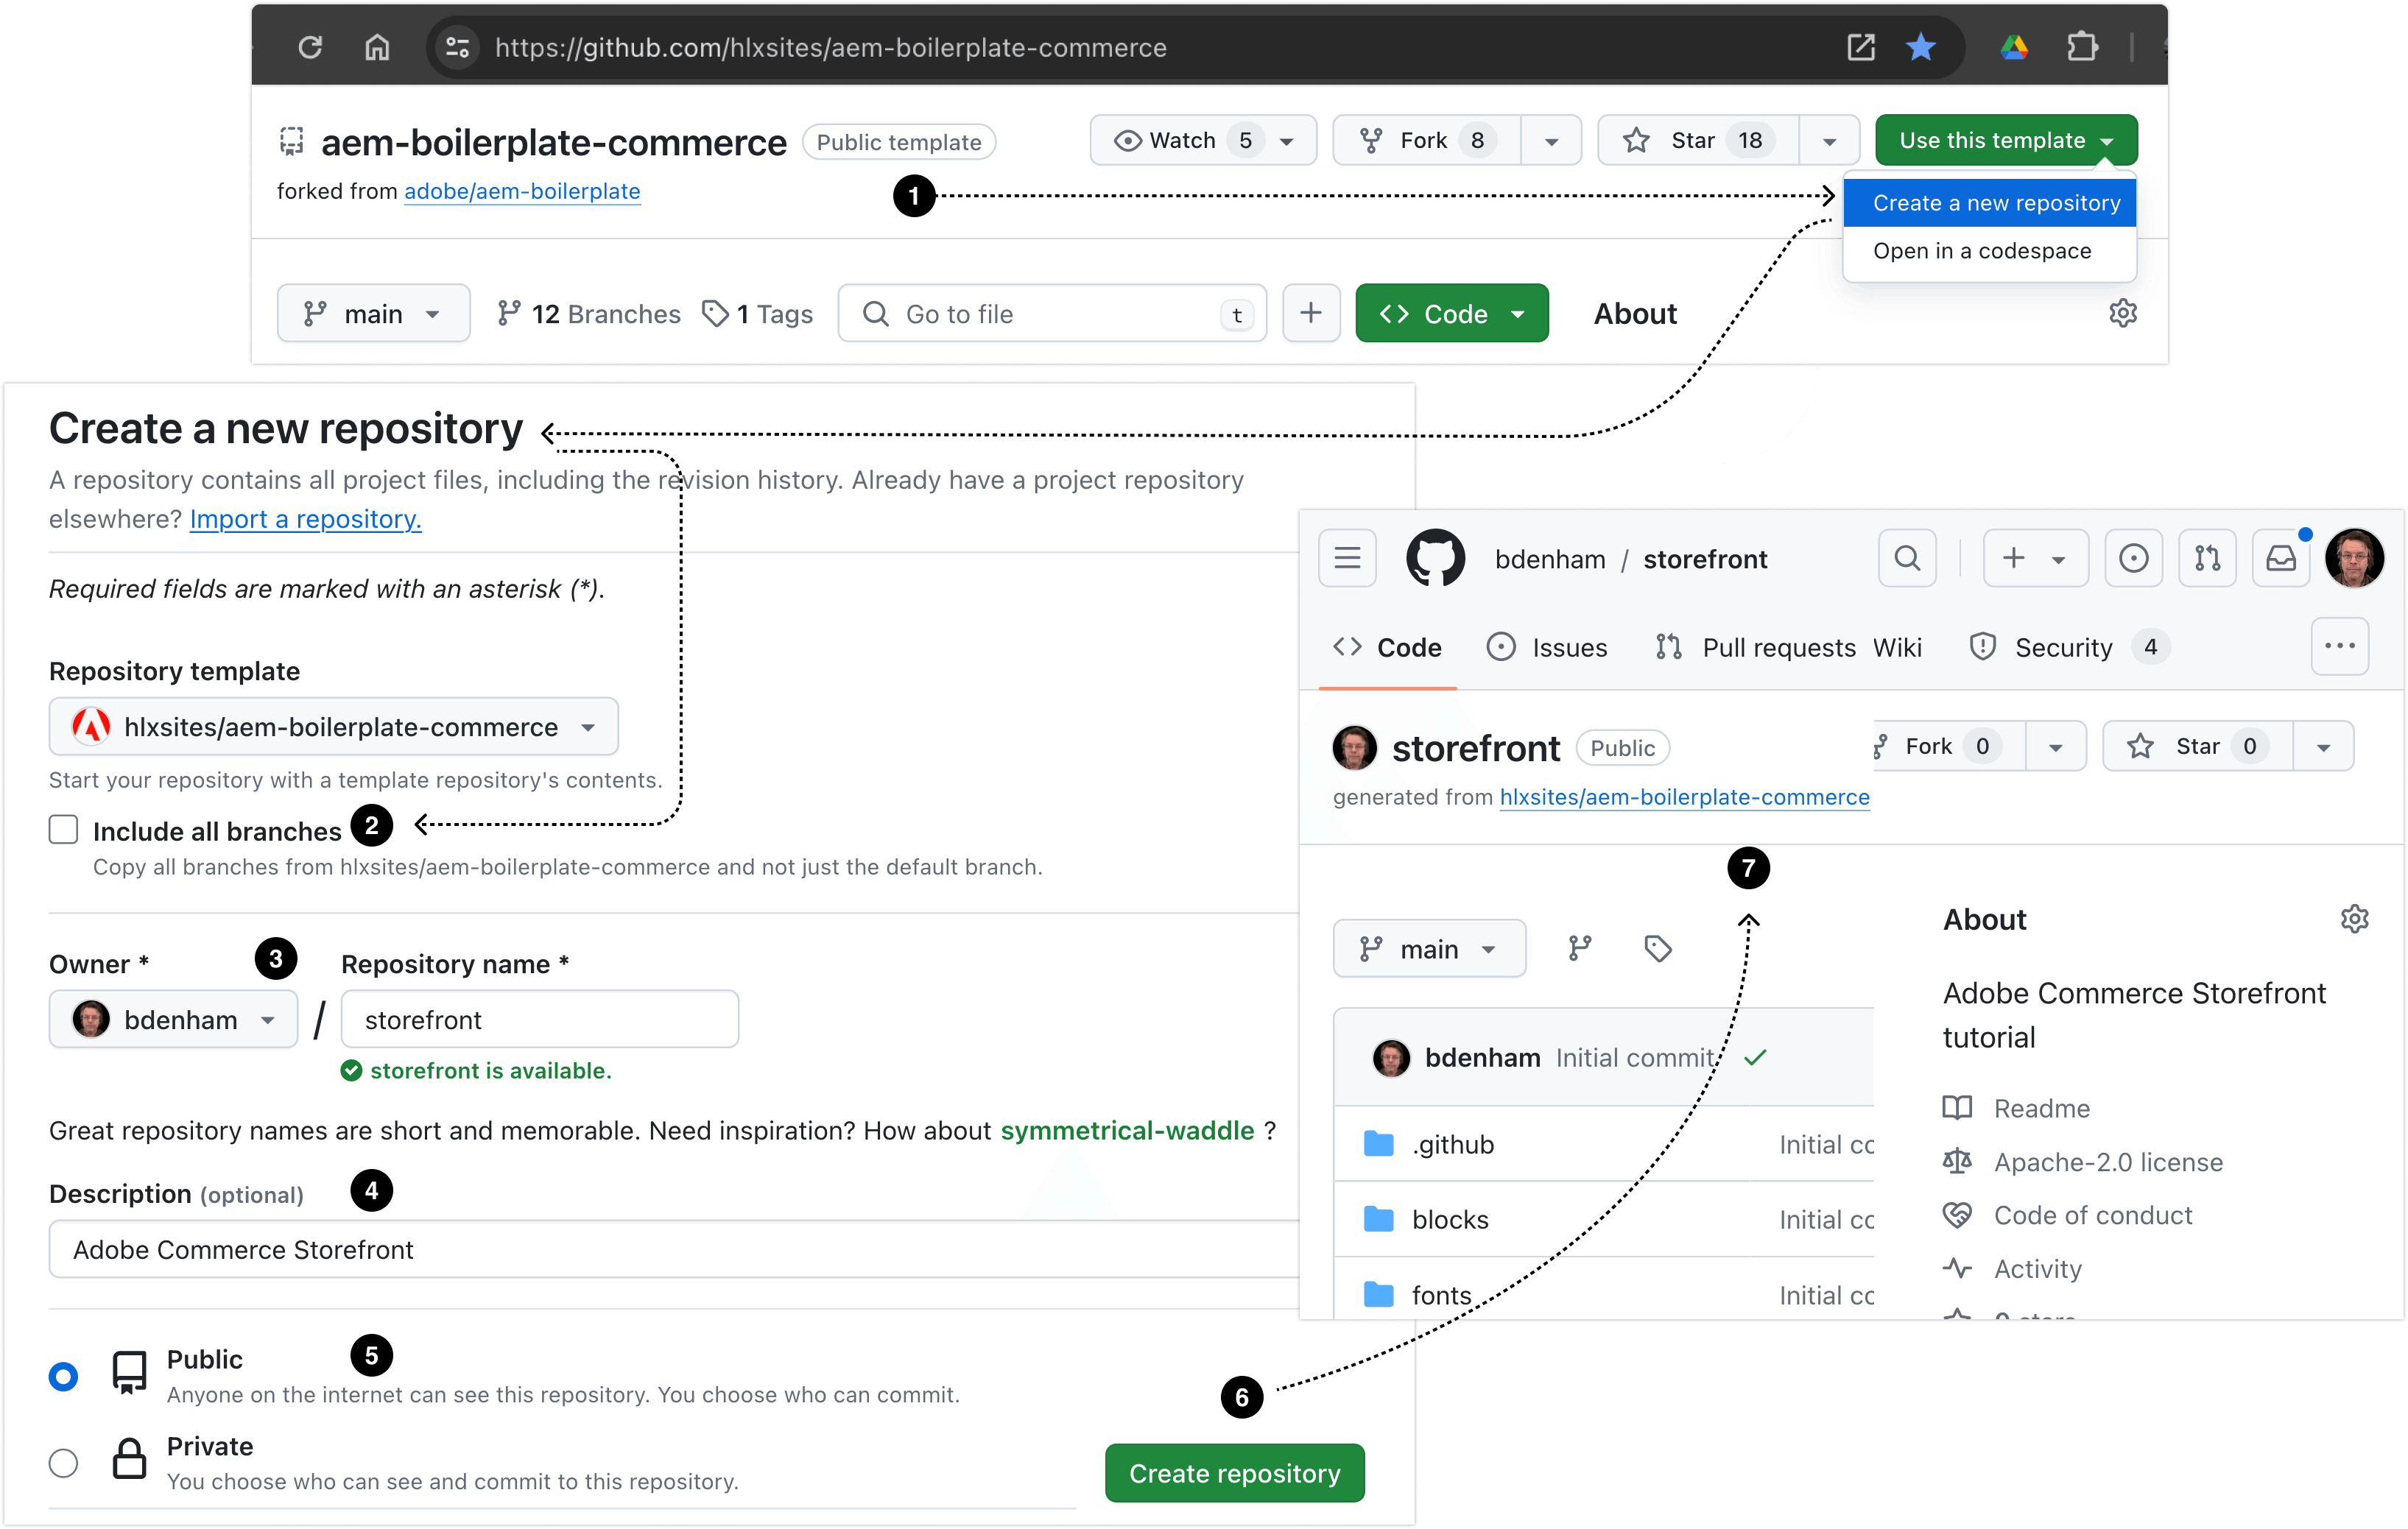 https://github.com/hlxsites/aem-boilerplate-commerce
aem-boilerplate-commerce Public template Watch 5 Fork 8 Star 18 Use this template
forked from adobe/aem-boilerplate
1
Create a new repository
Open in a codespace
main 12 Branches 1 Tags Go to file t Code About
Create a new repository
A repository contains all project files, including the revision history. Already have a project repository
elsewhere? Import a repository.
Required fields are marked with an asterisk (*).
Repository template
hlxsites/aem-boilerplate-commerce
Start your repository with a template repository's contents.
Include all branches 2
Copy all branches from hlxsites/aem-boilerplate-commerce and not just the default branch.
Owner * 3 Repository name *
bdenham / storefront
storefront is available.
Great repository names are short and memorable. Need inspiration? How about symmetrical-waddle ?
Description (optional) 4
Adobe Commerce Storefront
Public 5
Anyone on the internet can see this repository. You choose who can commit.
Private
You choose who can see and commit to this repository.
6
Create repository
bdenham / storefront
Code Issues Pull requests Wiki Security 4
storefront Public Fork 0 Star 0
generated from hlxsites/aem-boilerplate-commerce
7
main
bdenham Initial commit
.github Initial co
blocks Initial co
fonts Initial co
About
Adobe Commerce Storefront
tutorial
Readme
Apache-2.0 license
Code of conduct
Activity